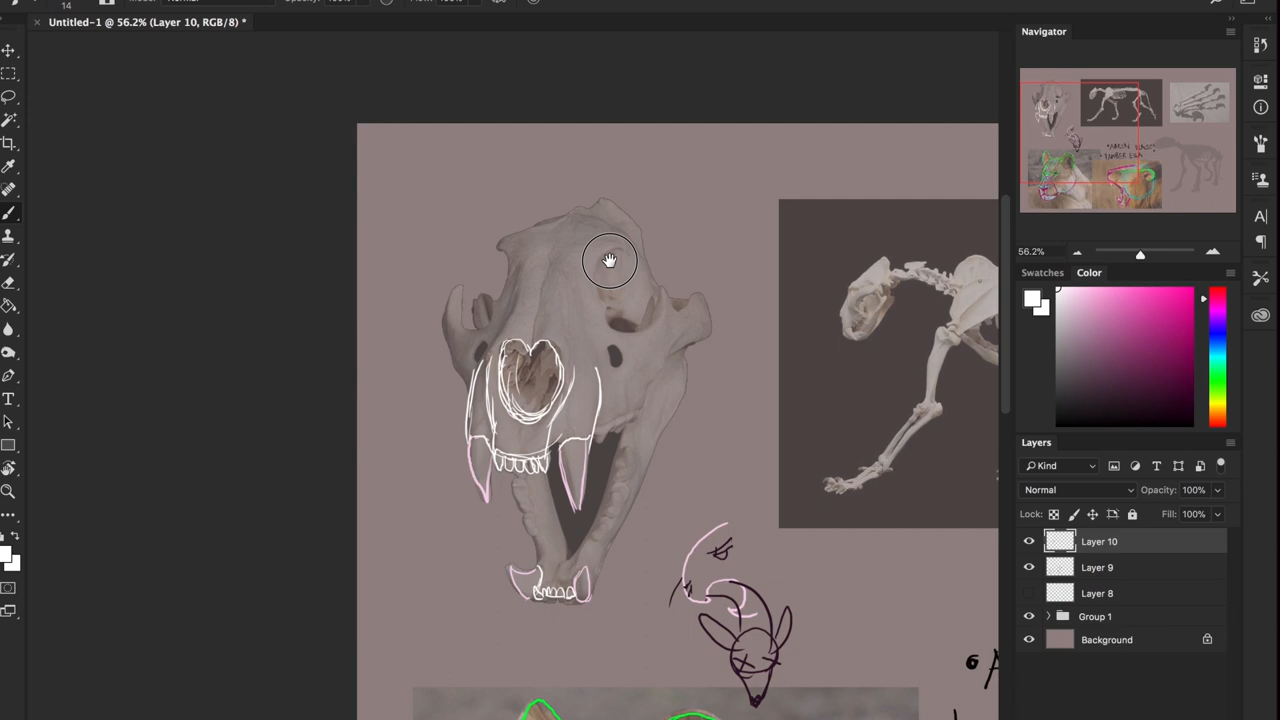 14
Untitled-1 @ 56.2% (Layer 10, RGB/8) *
Navigator
56.2%
Swatches
Color
Layers
Kind
Normal
Opacity: 100%
Lock:
Fill: 100%
Layer 10
Layer 9
Layer 8
Group 1
Background